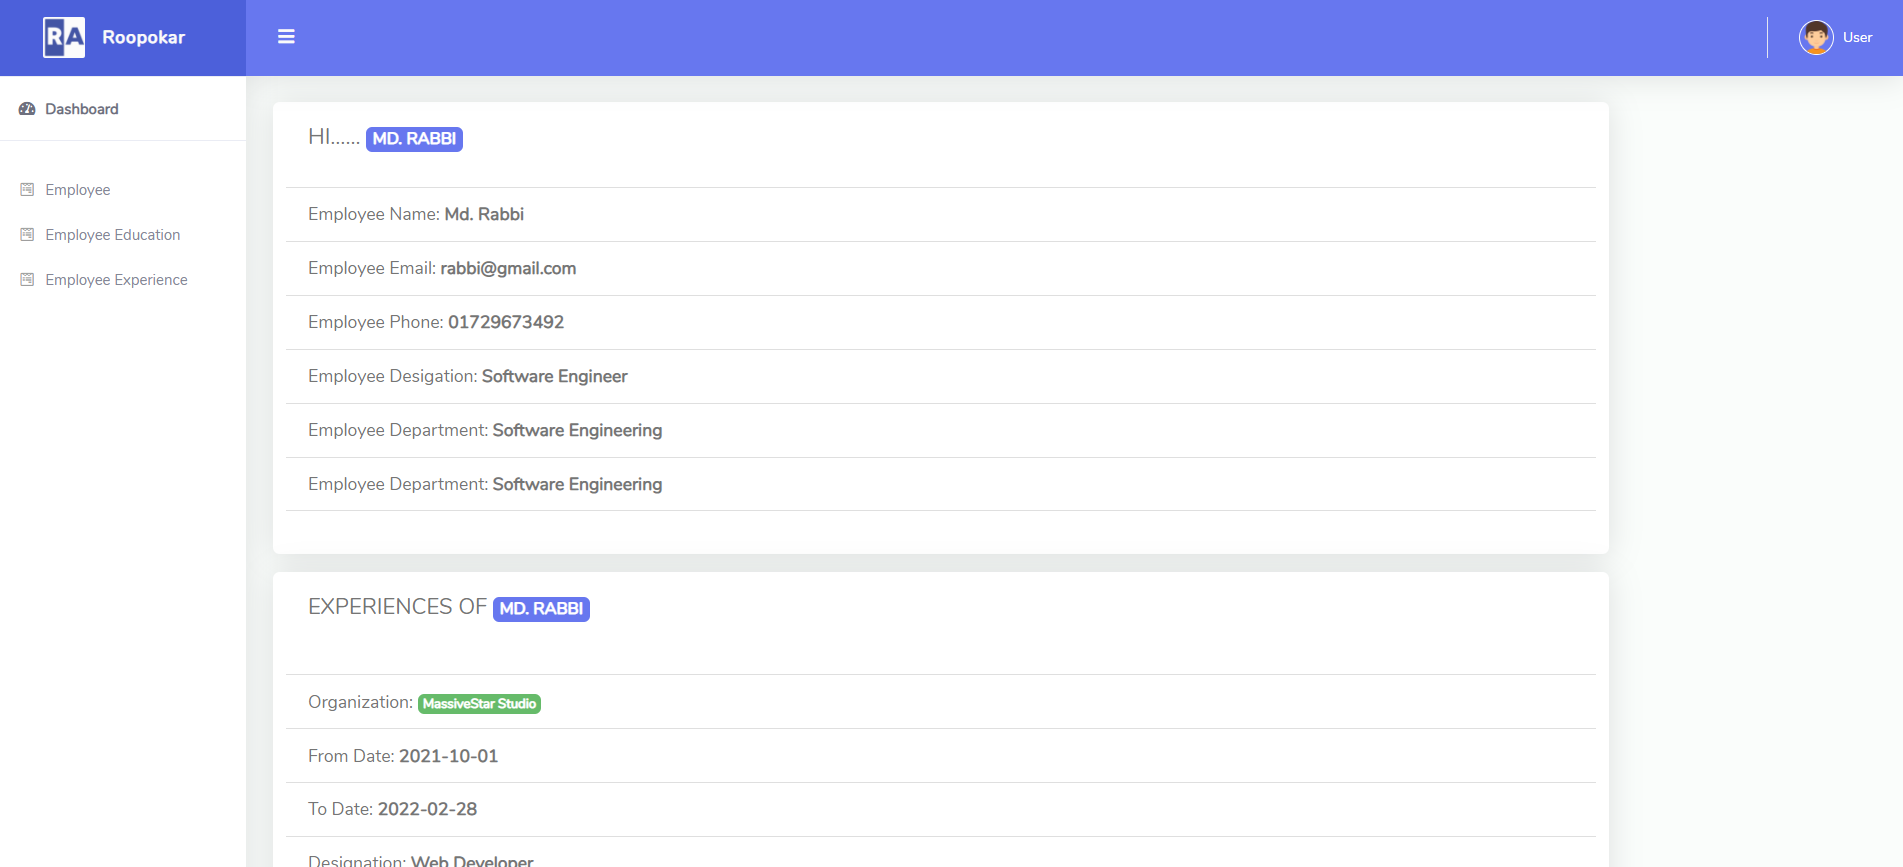 RA Roopokar
User
Dashboard
Employee
Employee Education
Employee Experience
HI...... MD. RABBI
Employee Name: Md. Rabbi
Employee Email: rabbi@gmail.com
Employee Phone: 01729673492
Employee Desigation: Software Engineer
Employee Department: Software Engineering
Employee Department: Software Engineering
EXPERIENCES OF MD. RABBI
Organization: MassiveStar Studio
From Date: 2021-10-01
To Date: 2022-02-28
Designation: Web Developer